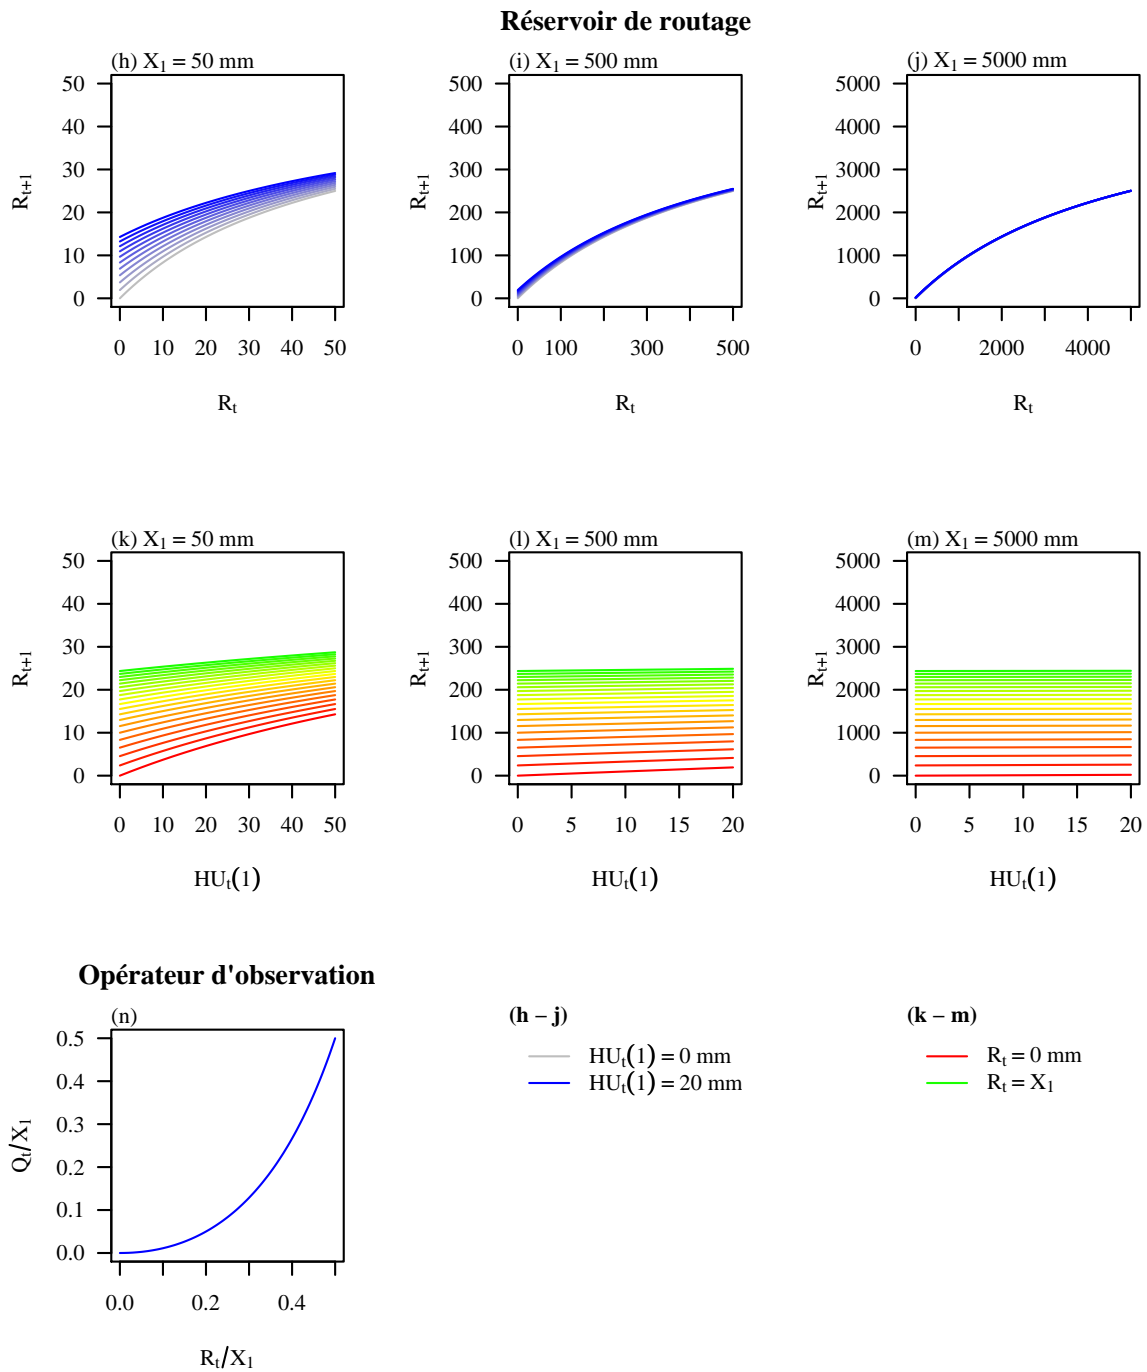 Réservoir de routage
(h) X1 = 50 mm
50
40
30
20
10
0
Rt+1
0 10 20 30 40 50
Rt
(i) X1 = 500 mm
500
400
300
200
100
0
Rt+1
0 100 300 500
Rt
(j) X1 = 5000 mm
5000
4000
3000
2000
1000
0
Rt+1
0 2000 4000
Rt
(k) X1 = 50 mm
50
40
30
20
10
0
Rt+1
0 10 20 30 40 50
HUt(1)
(l) X1 = 500 mm
500
400
300
200
100
0
Rt+1
0 5 10 15 20
HUt(1)
(m) X1 = 5000 mm
5000
4000
3000
2000
1000
0
Rt+1
0 5 10 15 20
HUt(1)
Opérateur d'observation
(n)
0.5
0.4
0.3
0.2
0.1
0.0
Qt/X1
0.0 0.2 0.4
Rt/X1
(h – j)
HUt(1) = 0 mm
HUt(1) = 20 mm
(k – m)
Rt = 0 mm
Rt = X1